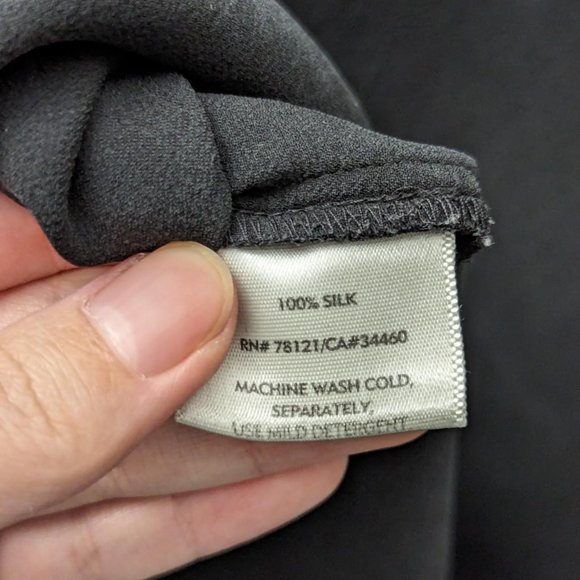 100% SILK
RN# 78121/CA#34460
MACHINE WASH COLD,
SEPARATELY,
USE MILD DETERGENT